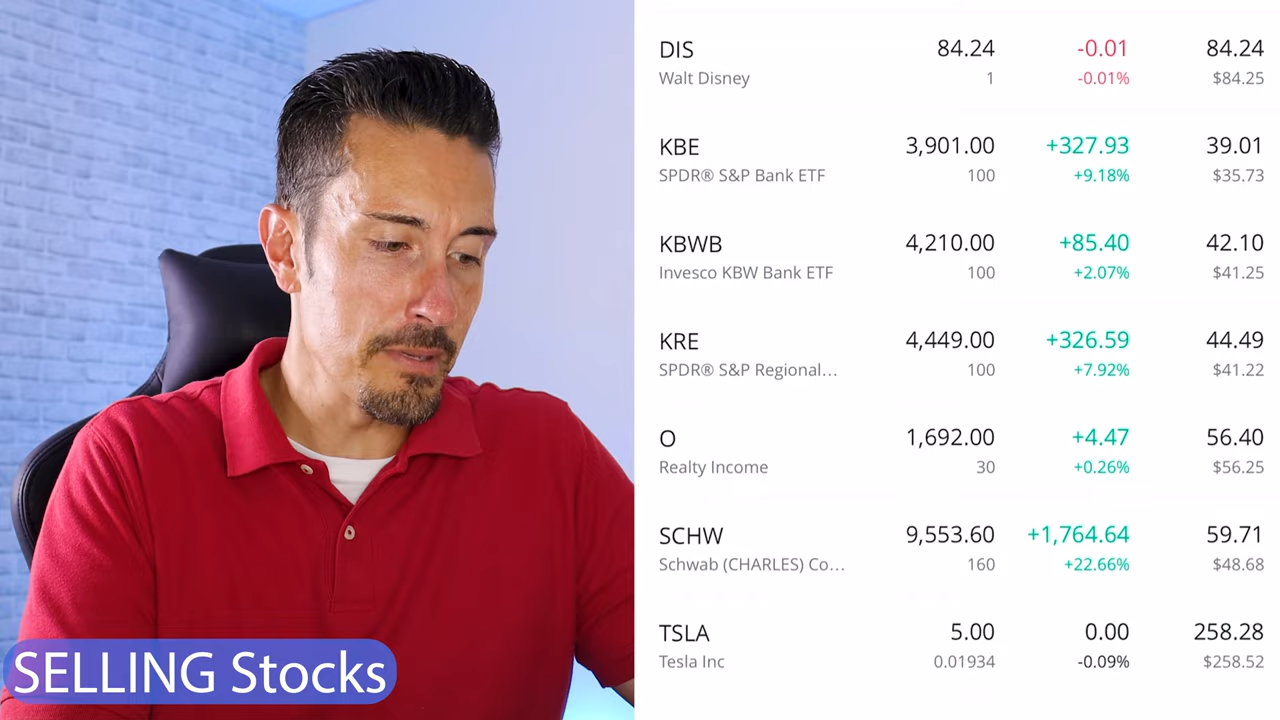 DIS 84.24 -0.01 84.24
Walt Disney 1 -0.01% $84.25
KBE 3,901.00 +327.93 39.01
SPDR® S&P Bank ETF 100 +9.18% $35.73
KBWB 4,210.00 +85.40 42.10
Invesco KBW Bank ETF 100 +2.07% $41.25
KRE 4,449.00 +326.59 44.49
SPDR® S&P Regional... 100 +7.92% $41.22
O 1,692.00 +4.47 56.40
Realty Income 30 +0.26% $56.25
SCHW 9,553.60 +1,764.64 59.71
Schwab (CHARLES) Co... 160 +22.66% $48.68
TSLA 5.00 0.00 258.28
Tesla Inc 0.01934 -0.09% $258.52
SELLING Stocks